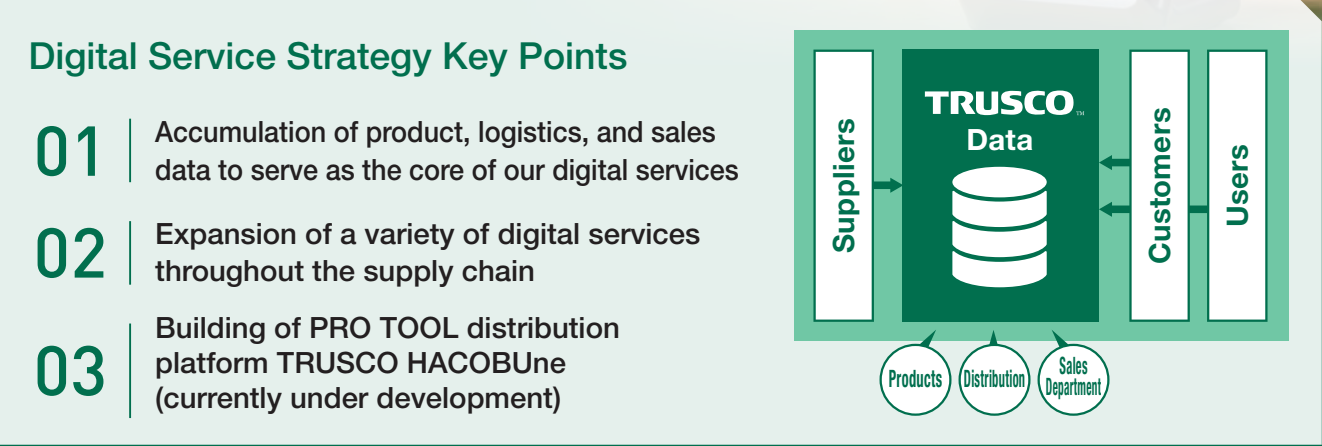 Digital Service Strategy Key Points
01
Accumulation of product, logistics, and sales
data to serve as the core of our digital services
02
Expansion of a variety of digital services
throughout the supply chain
03
Building of PRO TOOL distribution
platform TRUSCO HACOBUne
(currently under development)
Suppliers
TRUSCO™
Data
Customers
Users
Products
Distribution
Sales
Department